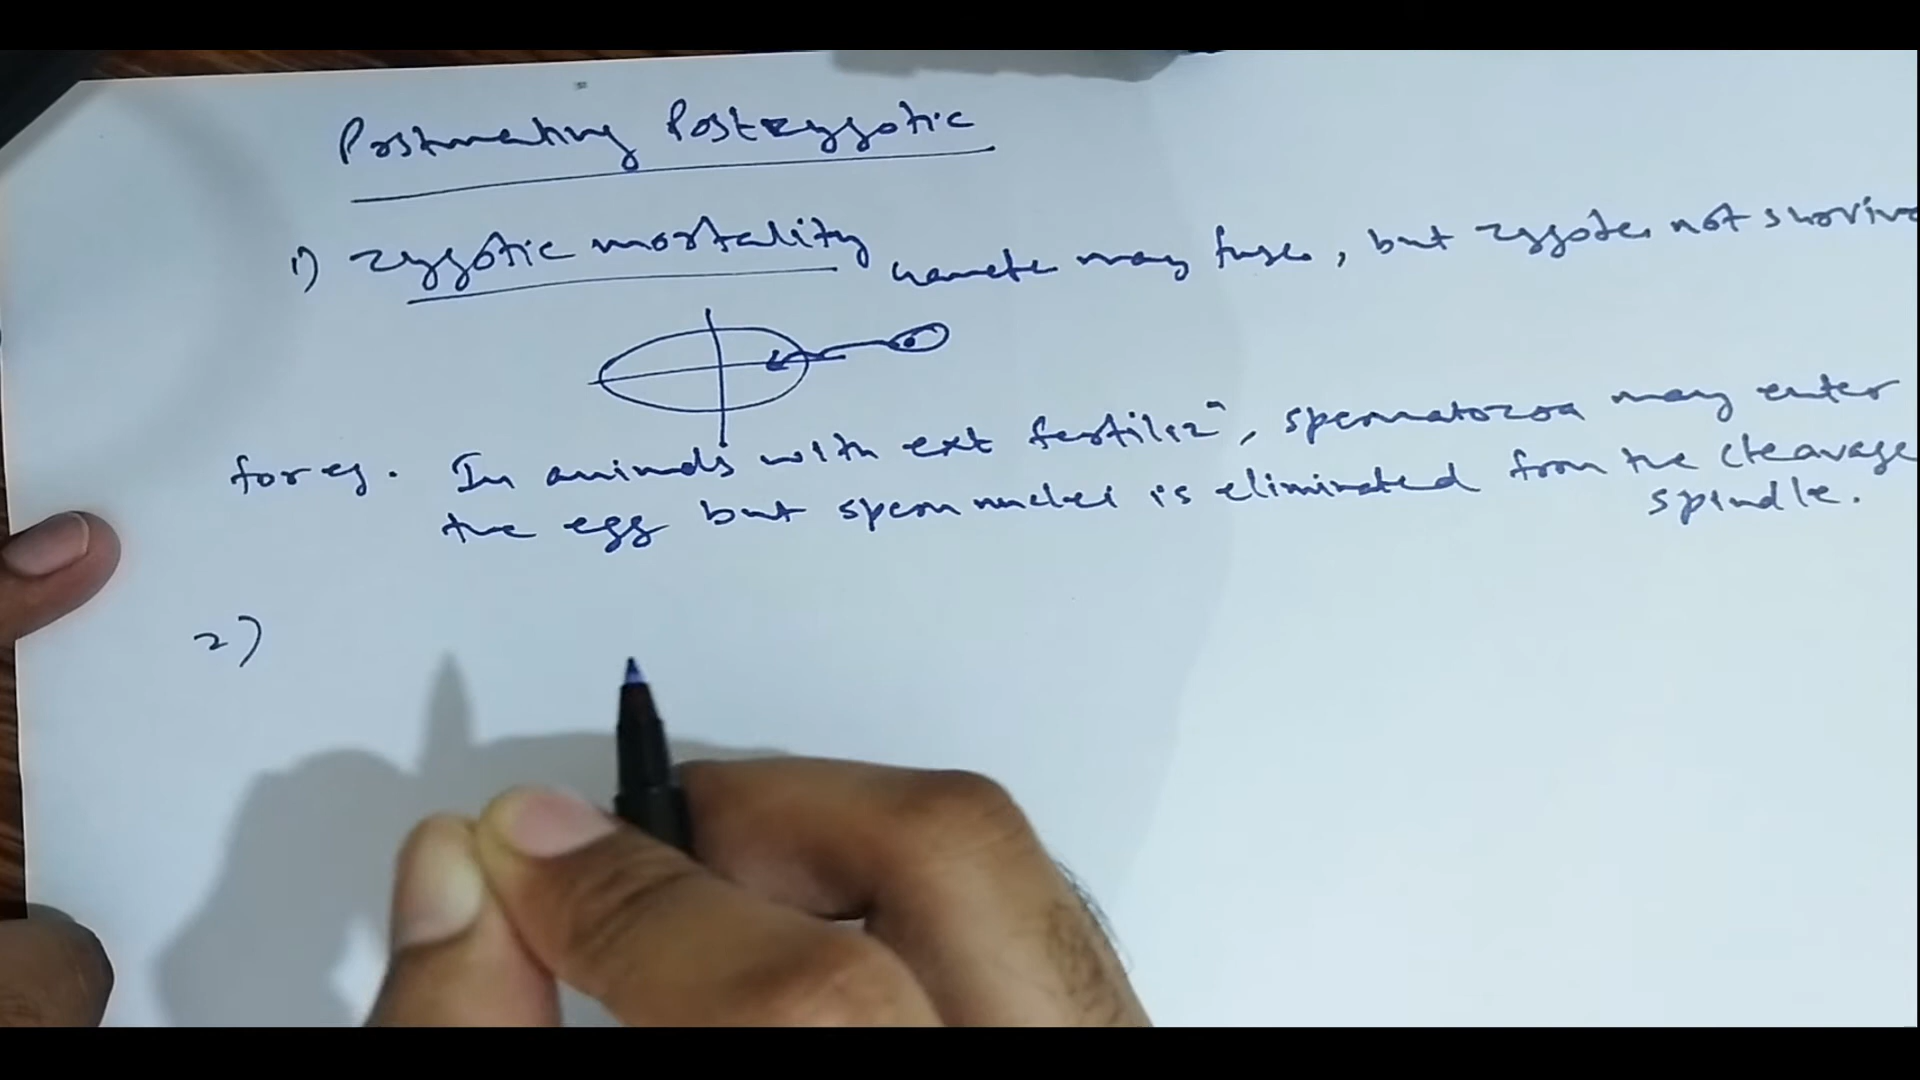 Postmating Postzygotic
1) Zygotic mortality Gamete may fuse, but zygote not survive
for eg. In animals with ext fertilizn, spermatozoa may enter
the egg but sperm nuclei is eliminated from the cleavage
spindle.
2)